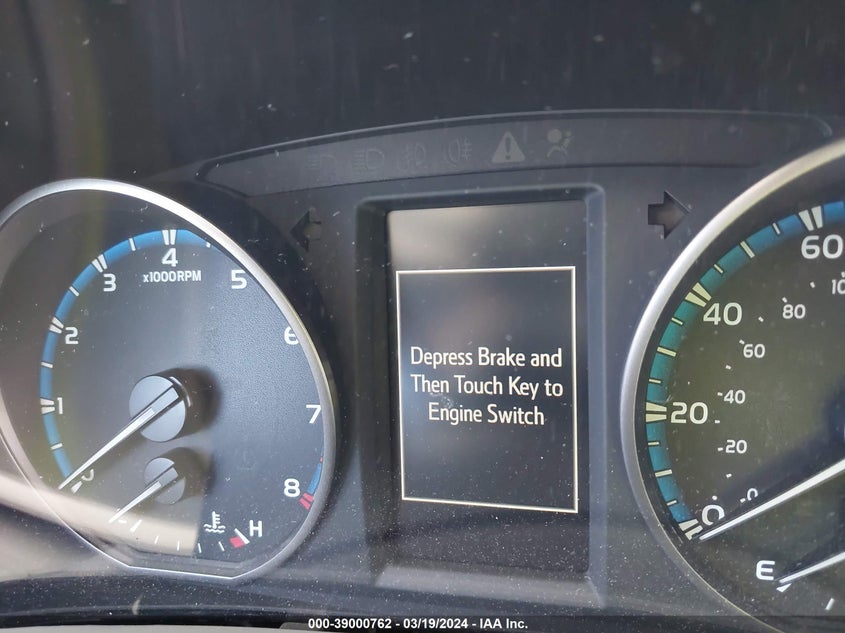 4
3
5
x1000RPM
2
6
1
7
8
H
Depress Brake and
Then Touch Key to
Engine Switch
60
40
80
60
20
40
20
0
0
E
000-39000762 - 03/19/2024 - IAA Inc.